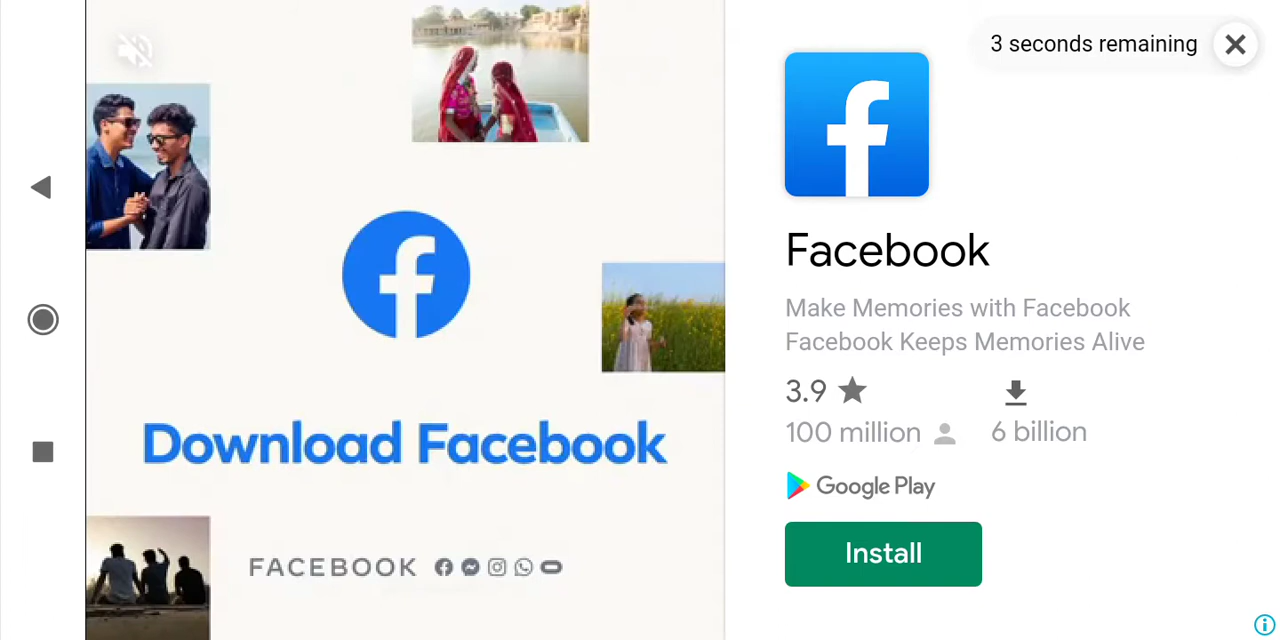 3 seconds remaining
Facebook
Make Memories with Facebook
Facebook Keeps Memories Alive
3.9
100 million
6 billion
Google Play
Install
Download Facebook
FACEBOOK